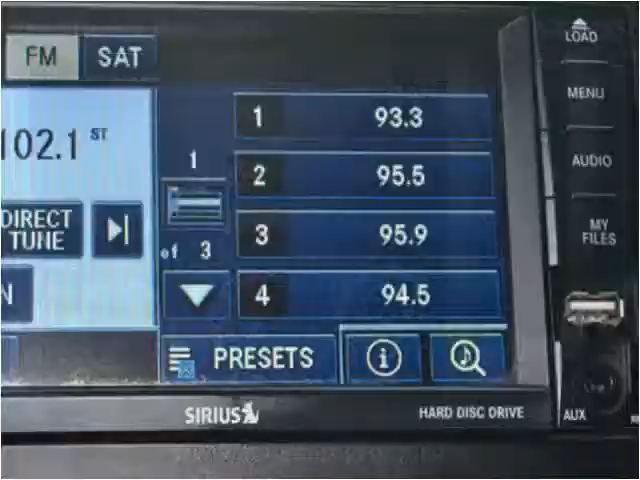 FM SAT
102.1 ST
DIRECT
TUNE
N
1
of 3
1 93.3
2 95.5
3 95.9
4 94.5
PRESETS
SIRIUS
HARD DISC DRIVE
LOAD
MENU
AUDIO
MY
FILES
AUX